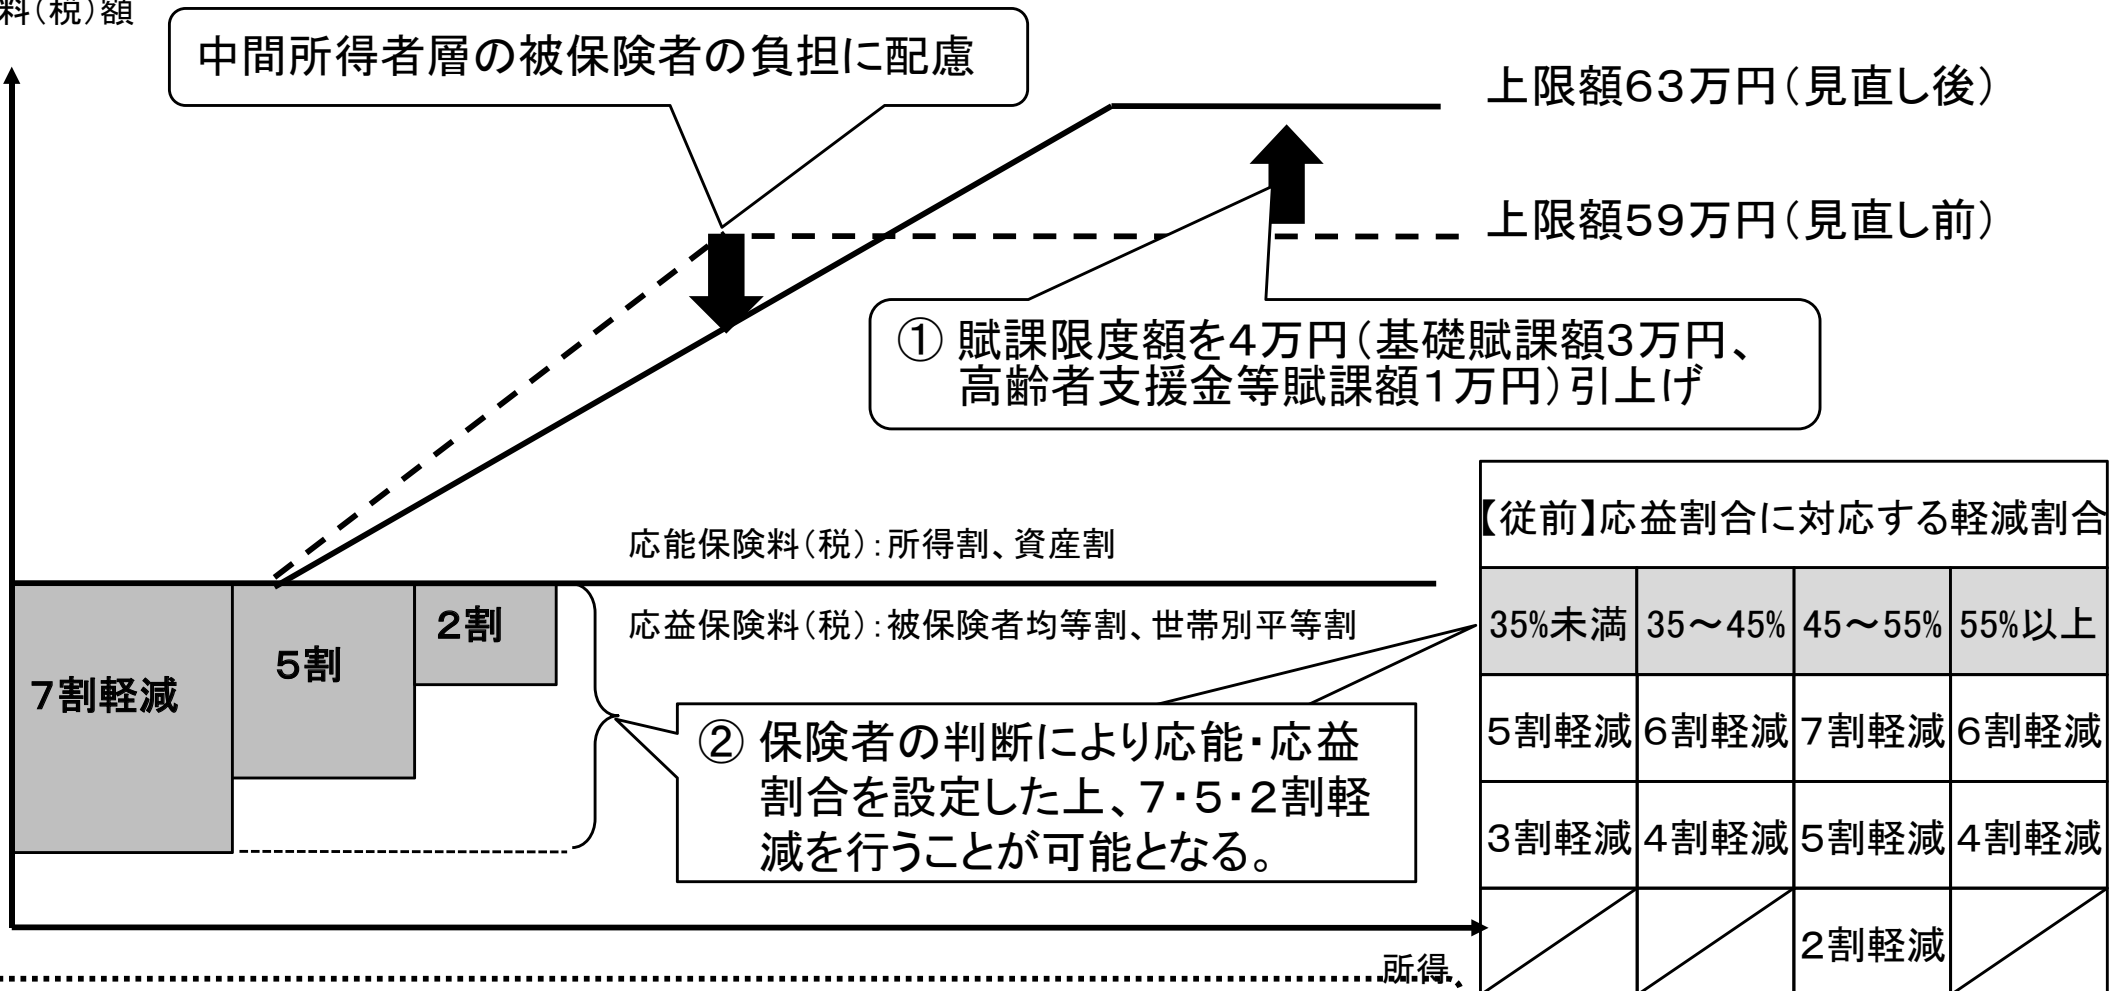 料（税）額
中間所得者層の被保険者の負担に配慮
上限額６３万円（見直し後）
上限額５９万円（見直し前）
① 賦課限度額を４万円（基礎賦課額３万円、
高齢者支援金等賦課額１万円）引上げ
応能保険料（税）：所得割、資産割
応益保険料（税）：被保険者均等割、世帯別平等割
７割軽減
５割
２割
② 保険者の判断により応能・応益
割合を設定した上、７・５・２割軽
減を行うことが可能となる。
所得
【従前】応益割合に対応する軽減割合
35%未満 35～45% 45～55% 55%以上
５割軽減 ６割軽減 ７割軽減 ６割軽減
３割軽減 ４割軽減 ５割軽減 ４割軽減
２割軽減